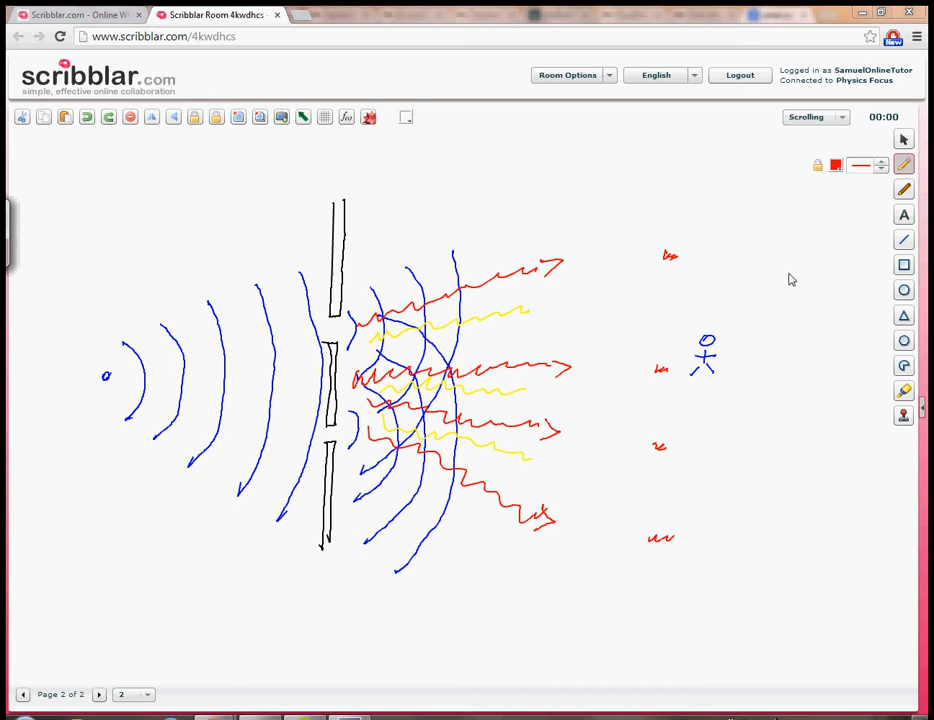 Scribblar.com - Online W
Scribblar Room 4kwdhcs -
www.scribblar.com/4kwdhcs
New
scribblar.com
simple, effective online collaboration
Room Options
English
Logout
Logged in as SamuelOnlineTutor
Connected to Physics Focus
f(x)
Scrolling
00:00
A
Page 2 of 2
2